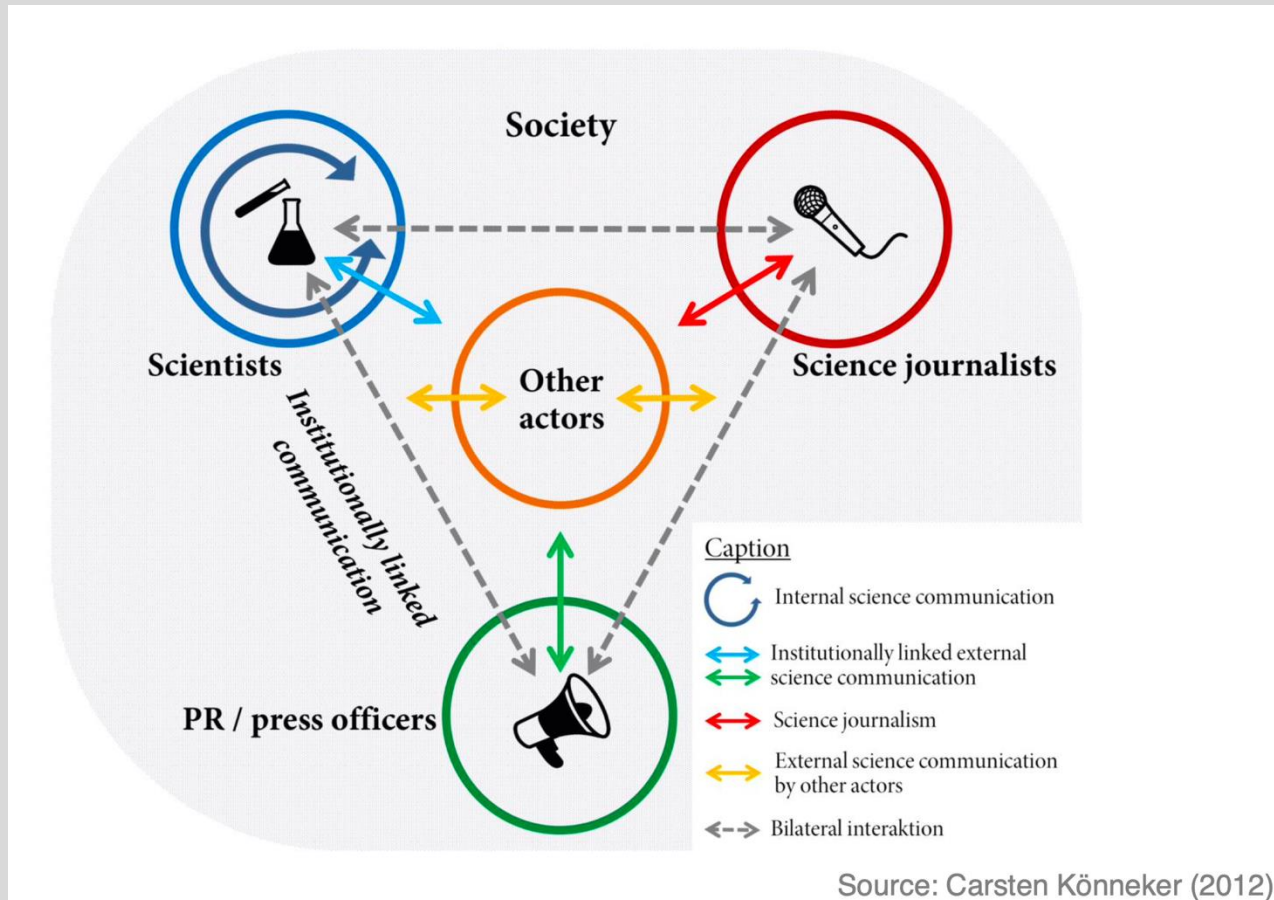 Society
Scientists
Science journalists
Other
actors
Institutionally linked
communication
PR / press officers
Caption
Internal science communication
Institutionally linked external
science communication
Science journalism
External science communication
by other actors
Bilateral interaktion
Source: Carsten Könneker (2012)